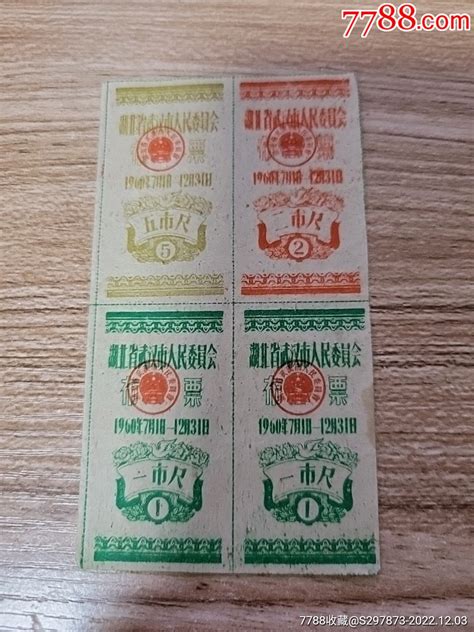 7788.com
湖北省武汉市人民委員会
票
1960年7月1日—12月31日
五市尺
5
湖北省武汉市人民委員会
票
1960年7月1日—12月31日
二市尺
2
湖北省武汉市人民委員会
票
1960年7月1日—12月31日
一市尺
1
湖北省武汉市人民委員会
票
1960年7月1日—12月31日
一市尺
1
7788收藏@S297873-2022.12.03